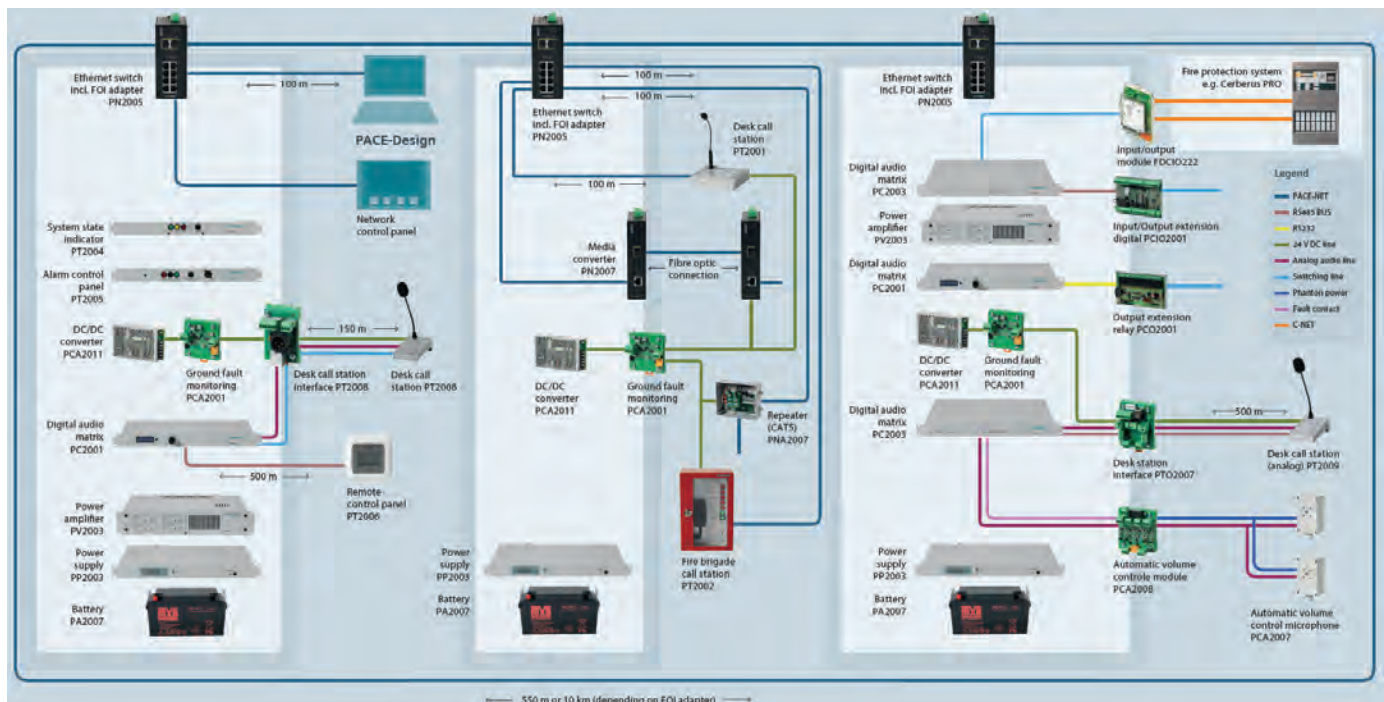 Ethernet switch
incl. FOI adapter
PN2005
100 m
PACE-Design
Network
control panel
System state
indicator
PT2004
Alarm control
panel
PT2005
DC/DC
converter
PCA2011
Ground fault
monitoring
PCA2001
150 m
Desk call station
interface PT2008
Desk call
station PT2008
Digital audio
matrix
PC2001
500 m
Remote-
control panel
PT2006
Power
amplifier
PV2003
Power
supply
PP2003
Battery
PA2007
Ethernet switch
incl. FOI adapter
PN2005
100 m
100 m
Desk call
station
PT2001
100 m
Media
converter
PN2007
Fibre optic
connection
DC/DC
converter
PCA2011
Ground fault
monitoring
PCA2001
Repeater
(CAT5)
PNA2007
Fire brigade
call station
PT2002
Power
supply
PP2003
Battery
PA2007
Ethernet switch
incl. FOI adapter
PN2005
Fire protection system
e.g. Cerberus PRO
Input/output
module FDCIO222
Digital audio
matrix
PC2003
Power
amplifier
PV2003
Input/Output extension
digital PCIO2001
Digital audio
matrix
PC2001
Output extension
relay PCO2001
DC/DC
converter
PCA2011
Ground fault
monitoring
PCA2001
Digital audio
matrix
PC2003
Desk station
interface PTO2007
500 m
Desk call station
(analog) PT2009
Automatic volume
controle module
PCA2008
Automatic volume
control microphone
PCA2007
Power
supply
PP2003
Battery
PA2007
Legend
PACE-NET
RS485 BUS
RS232
24 V DC line
Analog audio line
Switching line
Phanton power
Fault contact
C-NET
550 m or 10 km (depending on FOI adapter)